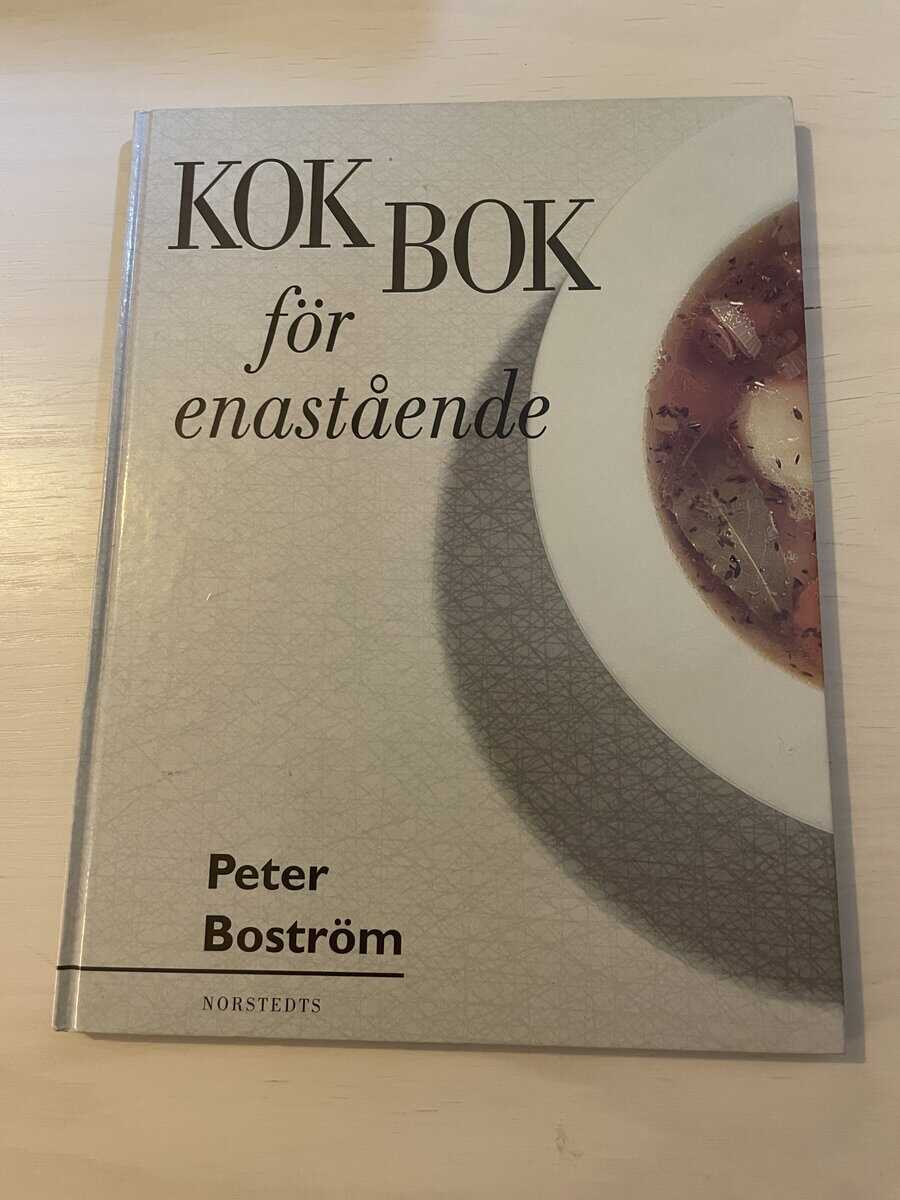 KOK BOK
för
enastående
Peter
Boström
NORSTEDTS